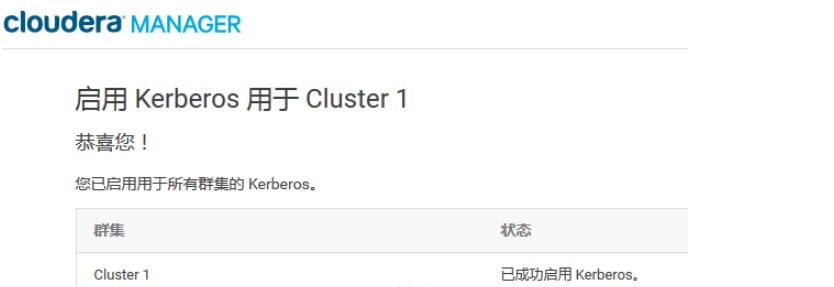 cloudera MANAGER
启用 Kerberos 用于 Cluster 1
恭喜您！
您已启用用于所有群集的 Kerberos。
群集 状态
Cluster 1 已成功启用 Kerberos。